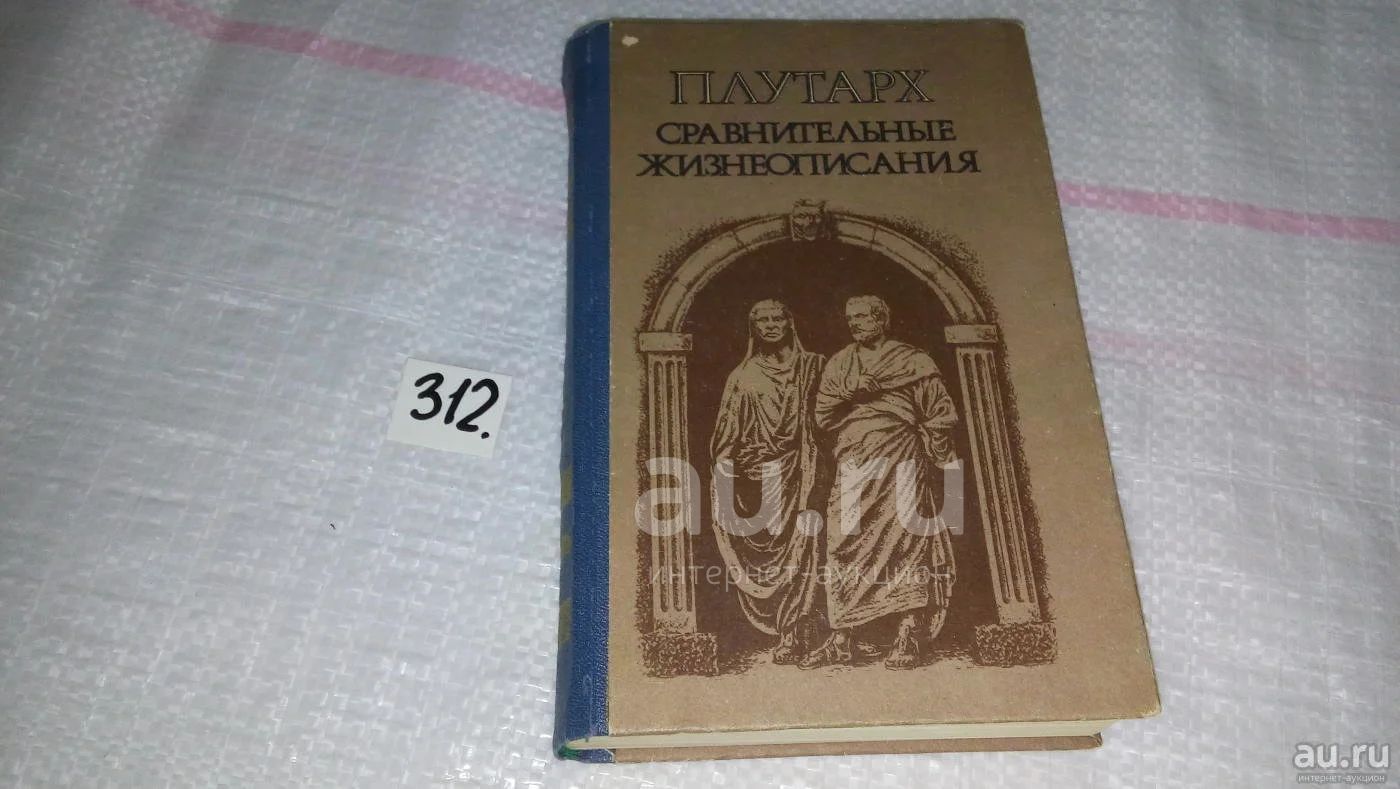 ПЛУТАРХ
СРАВНИТЕЛЬНЫЕ
ЖИЗНЕОПИСАНИЯ
312.
au.ru
интернет-аукцион
au.ru
интернет-аукцион